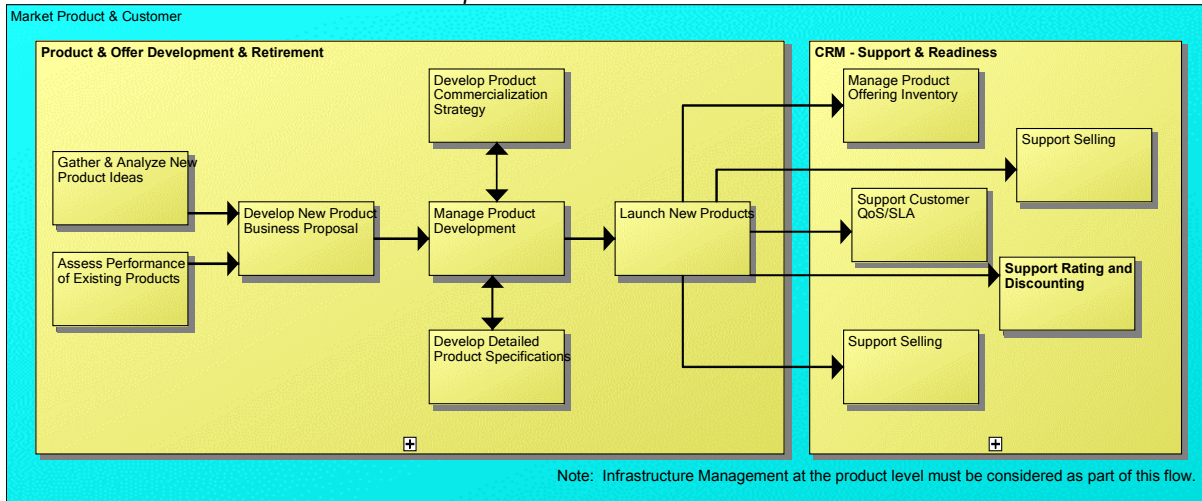 Market Product & Customer
Product & Offer Development & Retirement
Develop Product
Commercialization
Strategy
Gather & Analyze New
Product Ideas
Develop New Product
Business Proposal
Manage Product
Development
Launch New Products
Assess Performance
of Existing Products
Develop Detailed
Product Specifications
CRM - Support & Readiness
Manage Product
Offering Inventory
Support Selling
Support Customer
QoS/SLA
Support Rating and
Discounting
Support Selling
Note: Infrastructure Management at the product level must be considered as part of this flow.